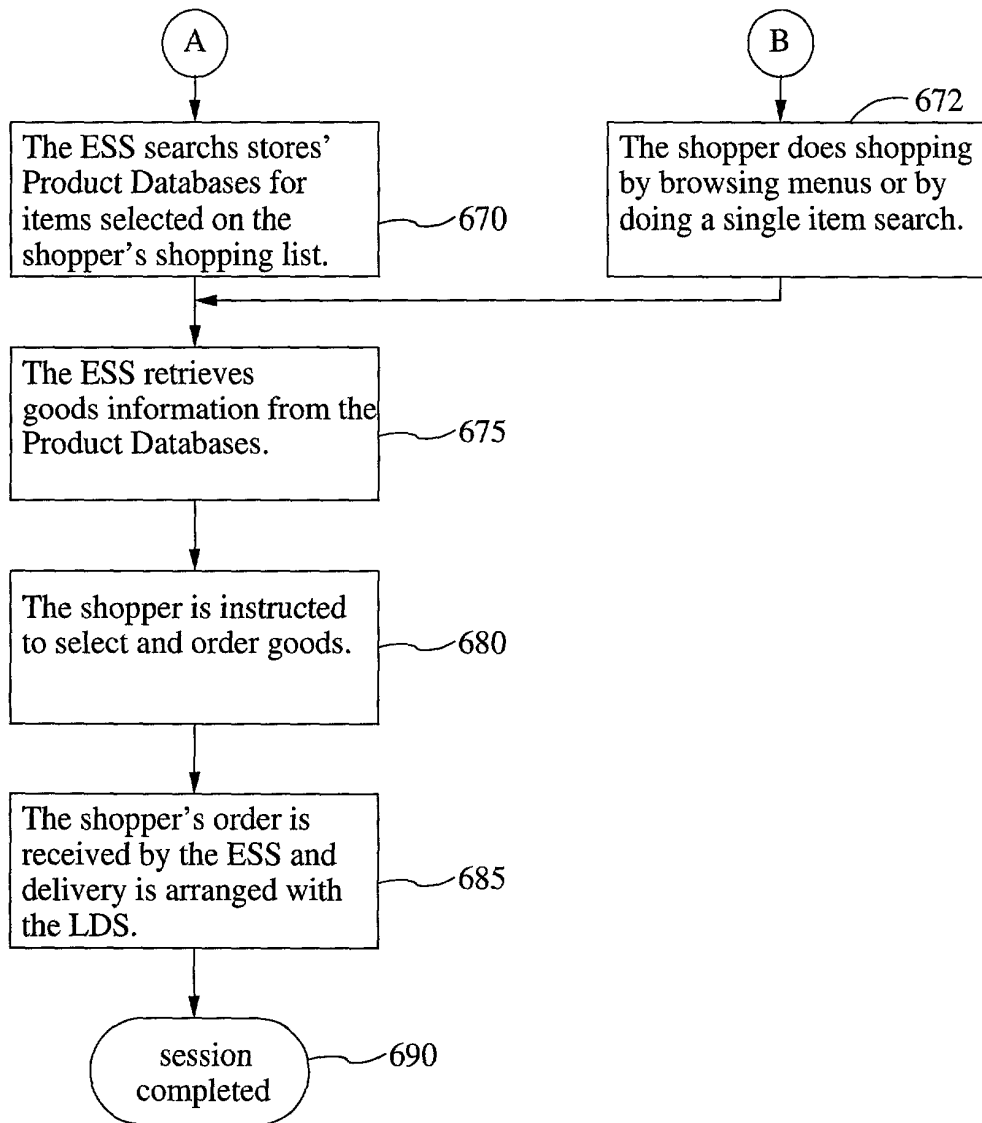 A
B
672
The ESS searchs stores’
Product Databases for
items selected on the
shopper’s shopping list.
670
The shopper does shopping
by browsing menus or by
doing a single item search.
The ESS retrieves
goods information from the
Product Databases.
675
The shopper is instructed
to select and order goods.
680
The shopper’s order is
received by the ESS and
delivery is arranged with
the LDS.
685
session
completed
690